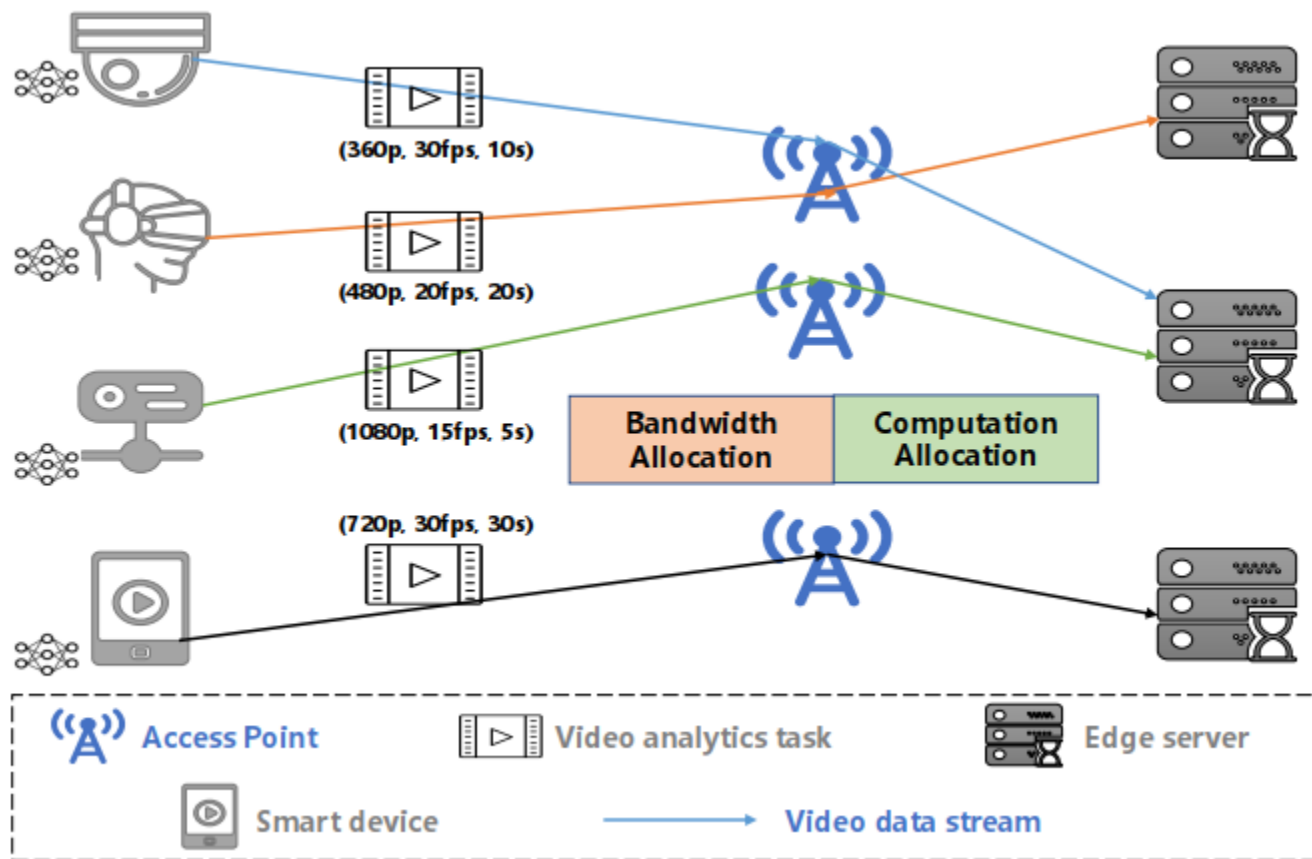 (360p, 30fps, 10s)
(480p, 20fps, 20s)
(1080p, 15fps, 5s)
Bandwidth
Allocation
Computation
Allocation
(720p, 30fps, 30s)
Access Point
Video analytics task
Edge server
Smart device
Video data stream